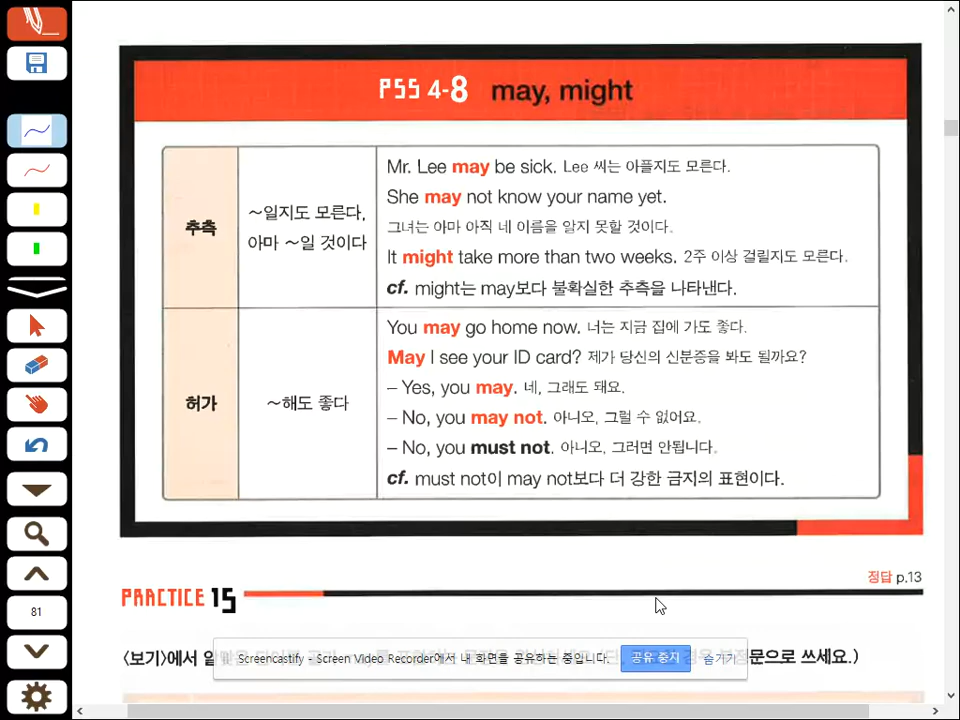 PSS 4-8 may, might
추측
~일지도 모른다,
아마 ~일 것이다
Mr. Lee may be sick. Lee 씨는 아플지도 모른다.
She may not know your name yet.
그녀는 아마 아직 네 이름을 알지 못할 것이다.
It might take more than two weeks. 2주 이상 걸릴지도 모른다.
cf. might는 may보다 불확실한 추측을 나타낸다.
허가
~해도 좋다
You may go home now. 너는 지금 집에 가도 좋다.
May I see your ID card? 제가 당신의 신분증을 봐도 될까요?
– Yes, you may. 네, 그래도 돼요.
– No, you may not. 아니오, 그럴 수 없어요.
– No, you must not. 아니오, 그러면 안됩니다.
cf. must not이 may not보다 더 강한 금지의 표현이다.
정답 p.13
PRACTICE 15
81
〈보기〉에서 알
문으로 쓰세요.)
Screencastify - Screen Video Recorder에서 내 화면을 공유하는 중입니다. 공유 중지 숨기기